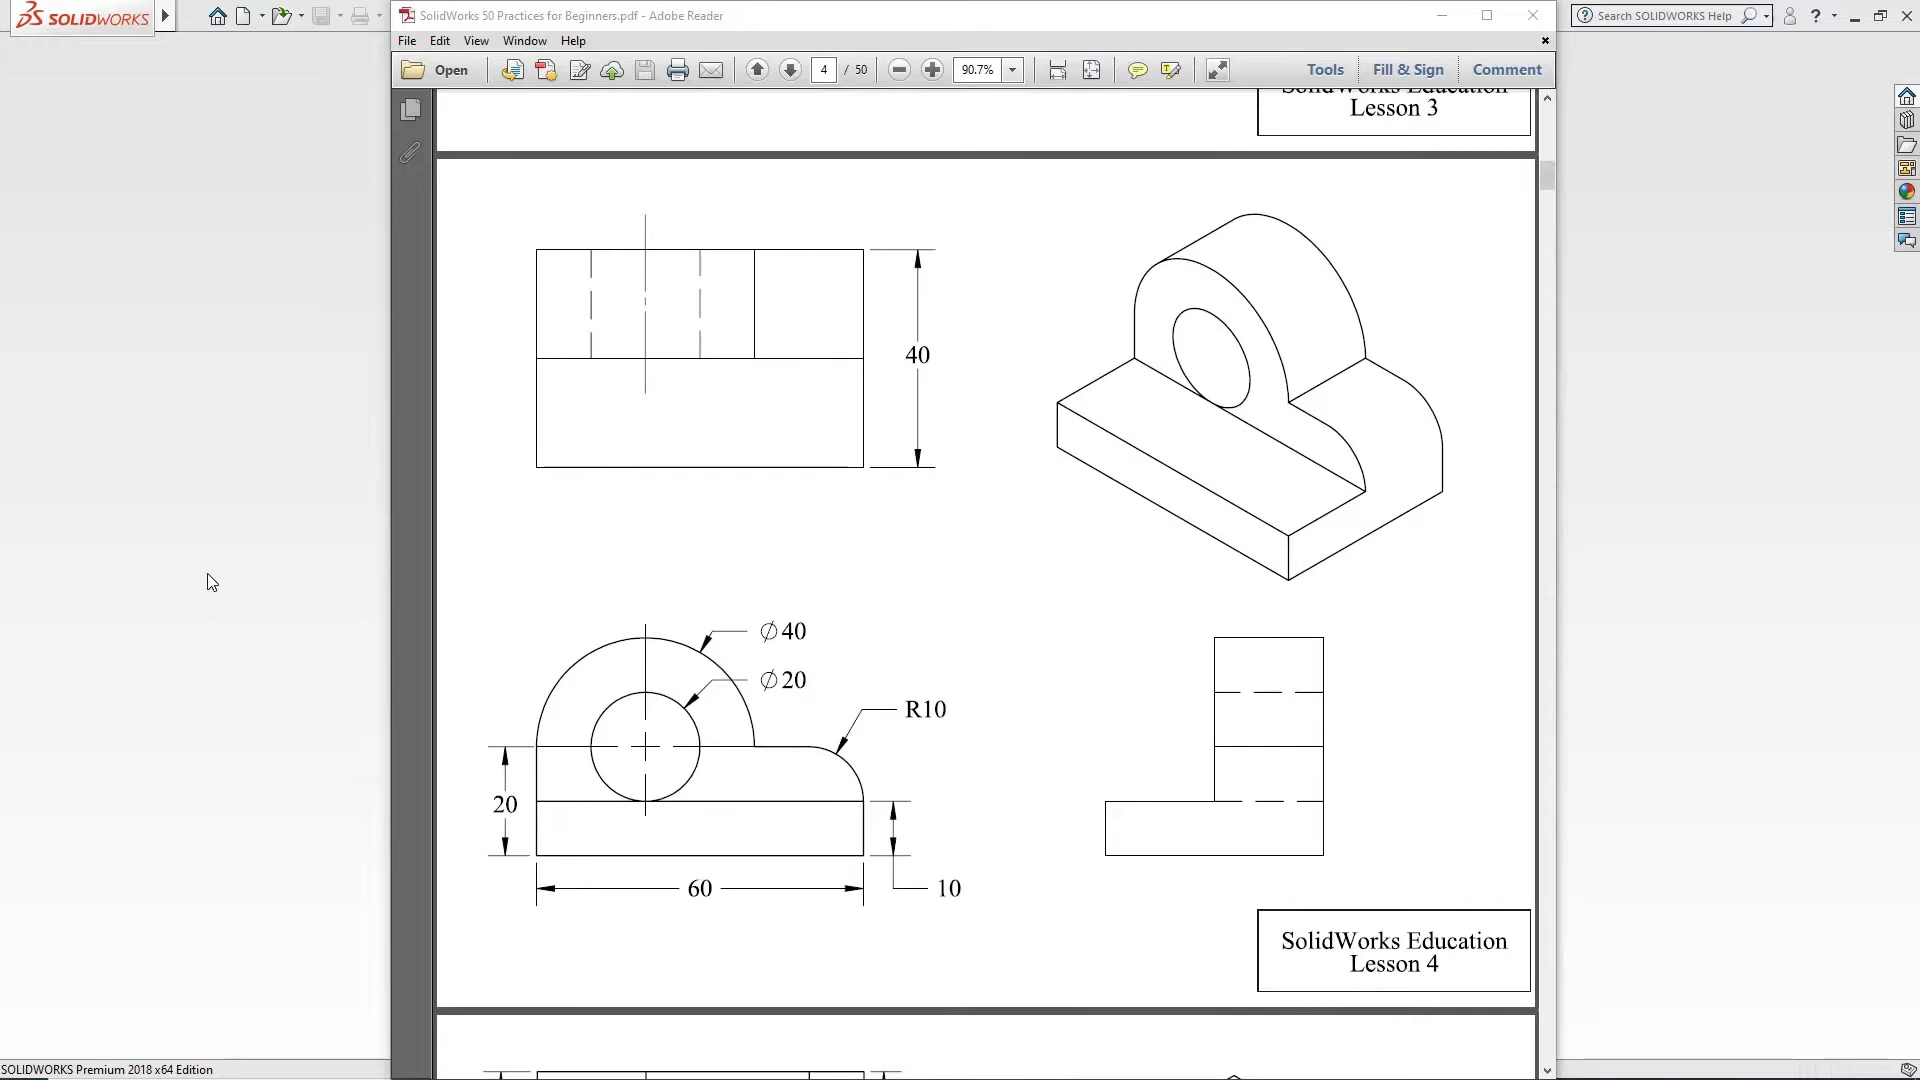 SOLIDWORKS
SolidWorks 50 Practices for Beginners.pdf - Adobe Reader
Search SOLIDWORKS Help
?
File Edit View Window Help
Open
4 / 50
90.7%
Tools Fill & Sign Comment
SolidWorks Education
Lesson 3
40
∅40
∅20
R10
20
60
10
SolidWorks Education
Lesson 4
SOLIDWORKS Premium 2018 x64 Edition